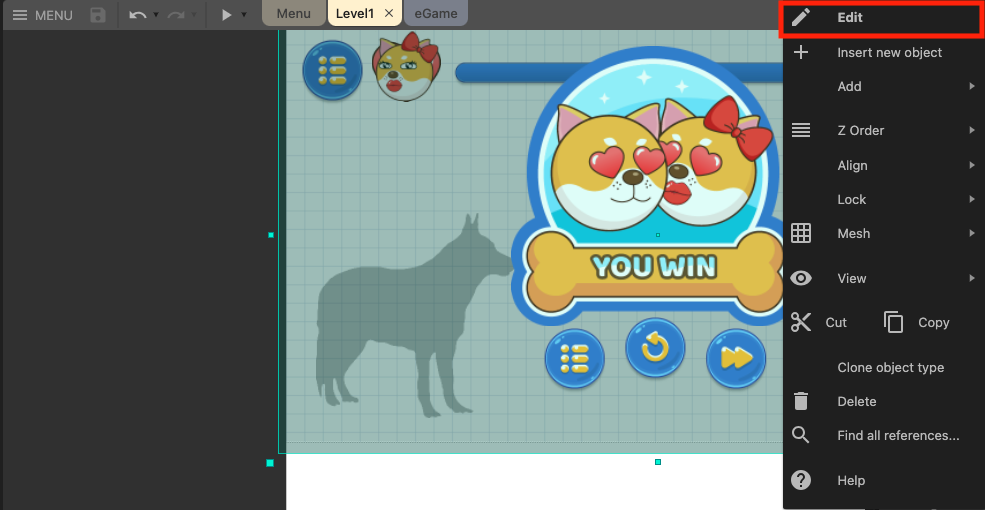 MENU
Menu
Level1
eGame
YOU WIN
Edit
Insert new object
Add
Z Order
Align
Lock
Mesh
View
Cut Copy
Clone object type
Delete
Find all references...
Help